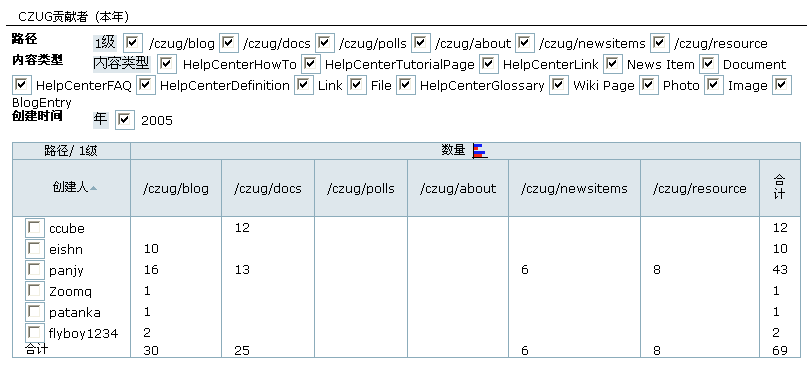 CZUG贡献者 (本年)
路径 1级 /czug/blog /czug/docs /czug/polls /czug/about /czug/newsitems /czug/resource
内容类型 内容类型 HelpCenterHowTo HelpCenterTutorialPage HelpCenterLink News Item Document
HelpCenterFAQ HelpCenterDefinition Link File HelpCenterGlossary Wiki Page Photo Image
BlogEntry
创建时间 年 2005
路径/ 1级 数量
创建人 /czug/blog /czug/docs /czug/polls /czug/about /czug/newsitems /czug/resource 合计
ccube 12 12
eishn 10 10
panjy 16 13 6 8 43
Zoomq 1 1
patanka 1 1
flyboy1234 2 2
合计 30 25 6 8 69